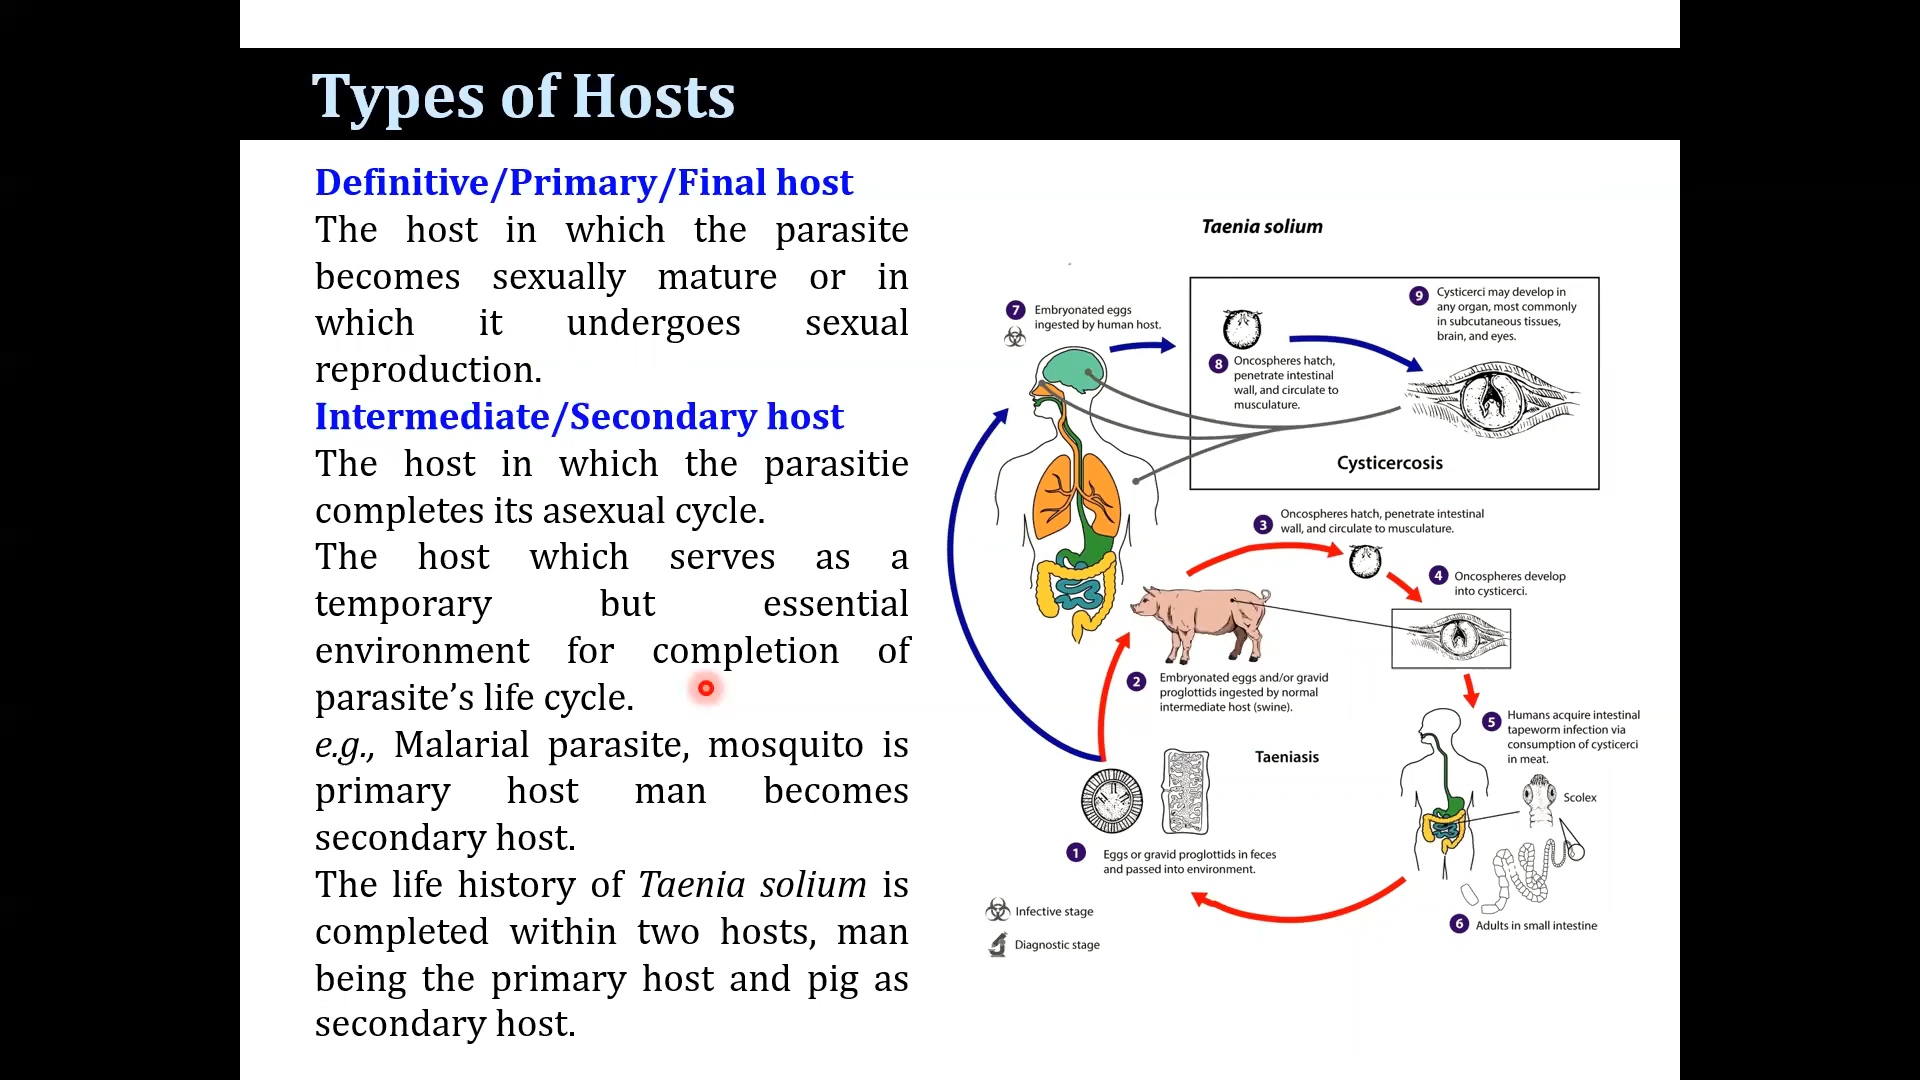 Types of Hosts
Definitive/Primary/Final host
The host in which the parasite
becomes sexually mature or in
which it undergoes sexual
reproduction.
Intermediate/Secondary host
The host in which the parasitie
completes its asexual cycle.
The host which serves as a
temporary but essential
environment for completion of
parasite’s life cycle.
e.g., Malarial parasite, mosquito is
primary host man becomes
secondary host.
The life history of Taenia solium is
completed within two hosts, man
being the primary host and pig as
secondary host.
Taenia solium
7 Embryonated eggs
ingested by human host.
8 Oncospheres hatch,
penetrate intestinal
wall, and circulate to
musculature.
9 Cysticerci may develop in
any organ, most commonly
in subcutaneous tissues,
brain, and eyes.
Cysticercosis
3 Oncospheres hatch, penetrate intestinal
wall, and circulate to musculature.
4 Oncospheres develop
into cysticerci.
2 Embryonated eggs and/or gravid
proglottids ingested by normal
intermediate host (swine).
5 Humans acquire intestinal
tapeworm infection via
consumption of cysticerci
in meat.
Taeniasis
Scolex
1 Eggs or gravid proglottids in feces
and passed into environment.
6 Adults in small intestine
Infective stage
Diagnostic stage